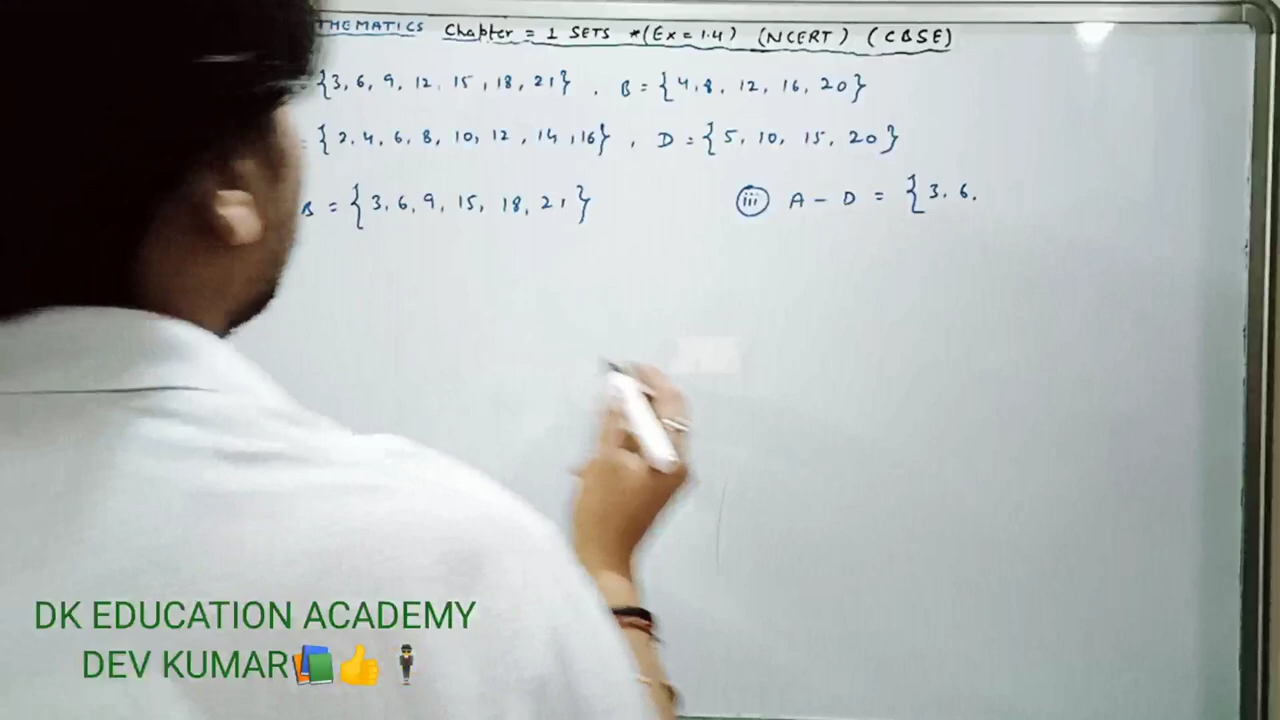 THEMATICS Chapter = 1 SETS *(Ex = 1.4) (NCERT) (CBSE)
= {3, 6, 9, 12, 15, 18, 21}, B = {4, 8, 12, 16, 20}
= {2, 4, 6, 8, 10, 12, 14, 16}, D = {5, 10, 15, 20}
B = {3, 6, 9, 15, 18, 21} (iii) A - D = {3, 6,
DK EDUCATION ACADEMY
DEV KUMAR📚👍🕴